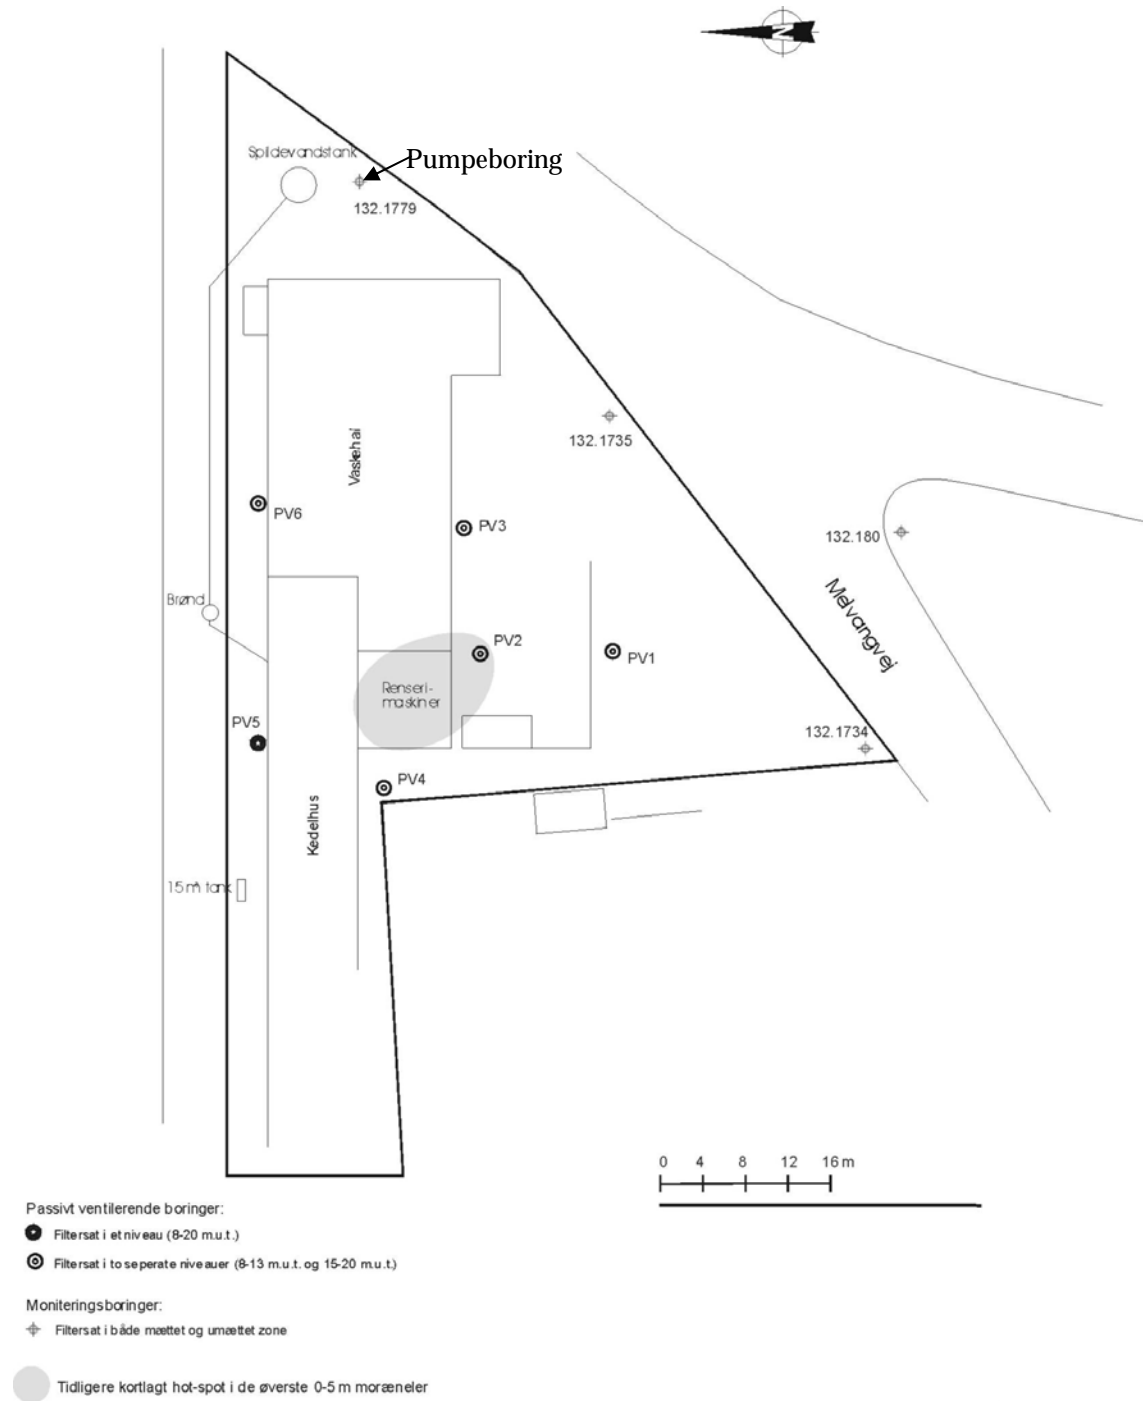 N
Spildevandstank
Pumpeboring
132.1779
Vaskehal
132.1735
PV6
PV3
132.180
Brønd
Melvangvej
PV2
PV1
Renseri-
maskiner
PV5
132.1734
PV4
Kedelhus
15 m³ tank
0 4 8 12 16 m
Passivt ventilerende boringer:
Filtersat i et niveau (8-20 m.u.t.)
Filtersat i to seperate niveauer (8-13 m.u.t. og 15-20 m.u.t.)
Moniteringsboringer:
Filtersat i både mættet og umættet zone
Tidligere kortlagt hot-spot i de øverste 0-5 m moræneler